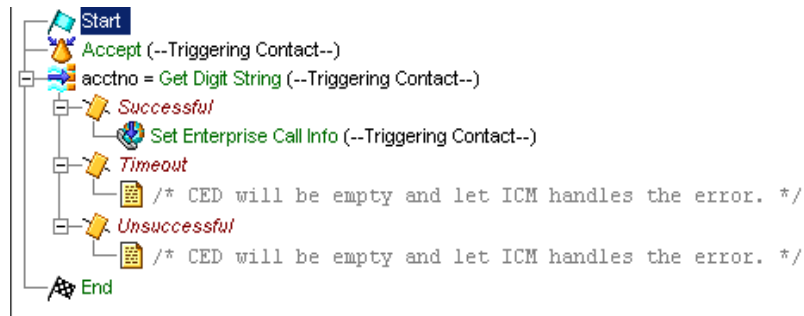 Start
Accept (--Triggering Contact--)
acctno = Get Digit String (--Triggering Contact--)
Successful
Set Enterprise Call Info (--Triggering Contact--)
Timeout
/* CED will be empty and let ICM handles the error. */
Unsuccessful
/* CED will be empty and let ICM handles the error. */
End